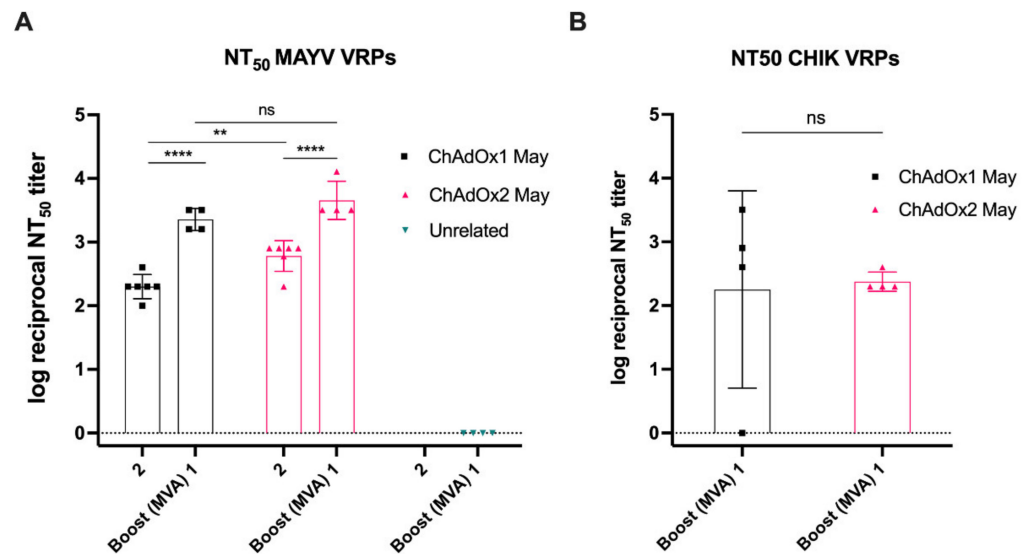 A
NT50 MAYV VRPs
log reciprocal NT50 titer
5
4
3
2
1
0
ns
**
****
****
ChAdOx1 May
ChAdOx2 May
Unrelated
2
Boost (MVA) 1
2
Boost (MVA) 1
2
Boost (MVA) 1
B
NT50 CHIK VRPs
log reciprocal NT50 titer
5
4
3
2
1
0
ns
ChAdOx1 May
ChAdOx2 May
Boost (MVA) 1
Boost (MVA) 1